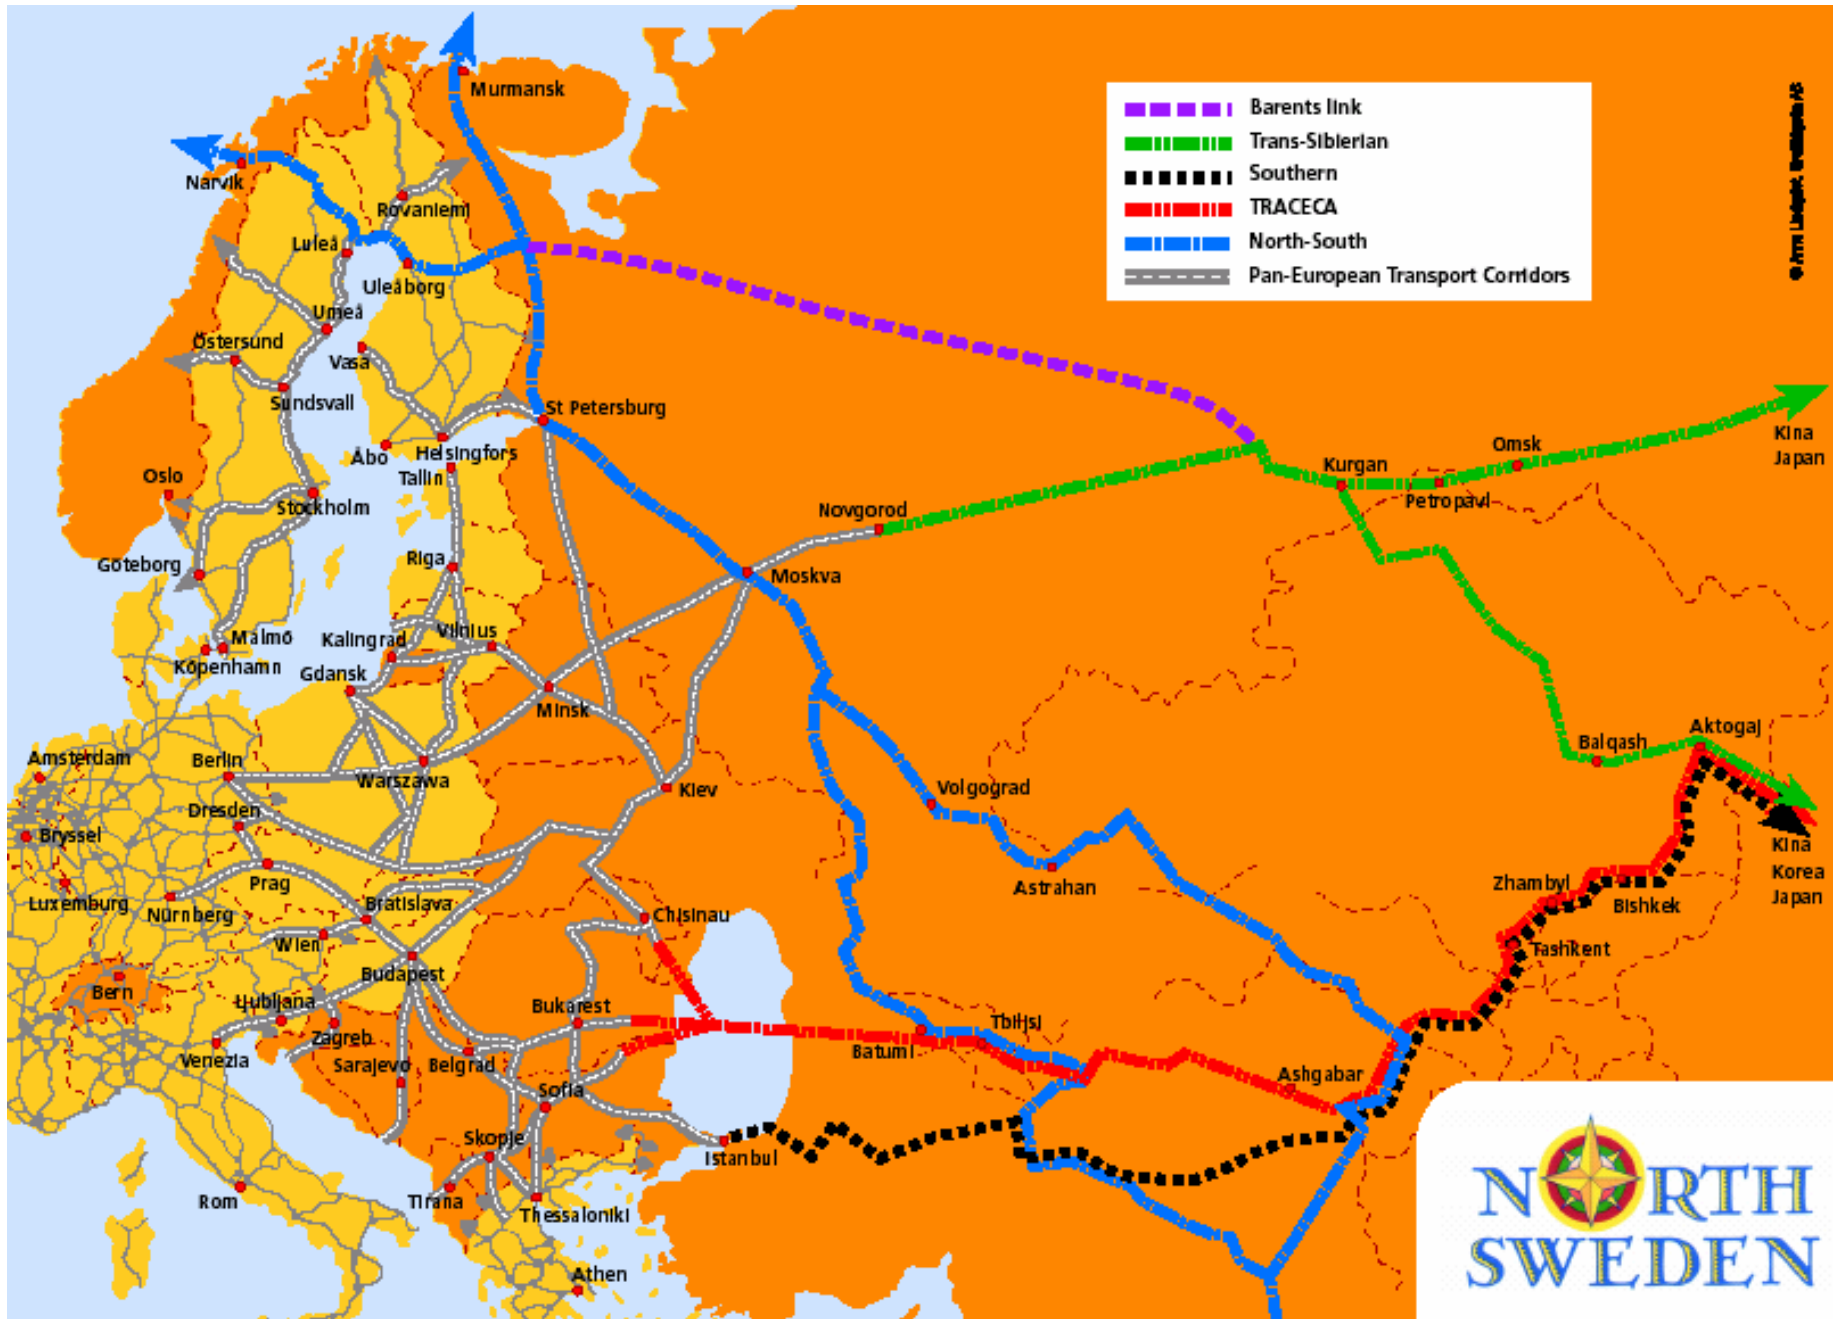 Murmansk
Barents link
Trans-Sibierian
Southern
TRACECA
North-South
Pan-European Transport Corridors
Narvik
Rovaniemi
Luleå
Uleåborg
Umeå
Östersund
Vasa
Sundsvall
St Petersburg
Åbo
Helsingfors
Tallin
Oslo
Stockholm
Göteborg
Riga
Novgorod
Moskva
Kurgan
Petropavl
Omsk
Kina
Japan
Malmö
Köpenhamn
Kalingrad
Vilnius
Gdansk
Minsk
Amsterdam
Berlin
Warszawa
Dresden
Kiev
Volgograd
Balqash
Aktogaj
Bryssel
Prag
Luxemburg
Nürnberg
Bratislava
Wien
Chisinau
Astrahan
Zhambyl
Bishkek
Tashkent
Kina
Korea
Japan
Budapest
Bern
Ljubljana
Zagreb
Venezia
Sarajevo
Belgrad
Bukarest
Batumi
Tbilisi
Ashgabar
Sofia
Skopje
Istanbul
Tirana
Thessaloniki
Rom
Athen
NORTH
SWEDEN